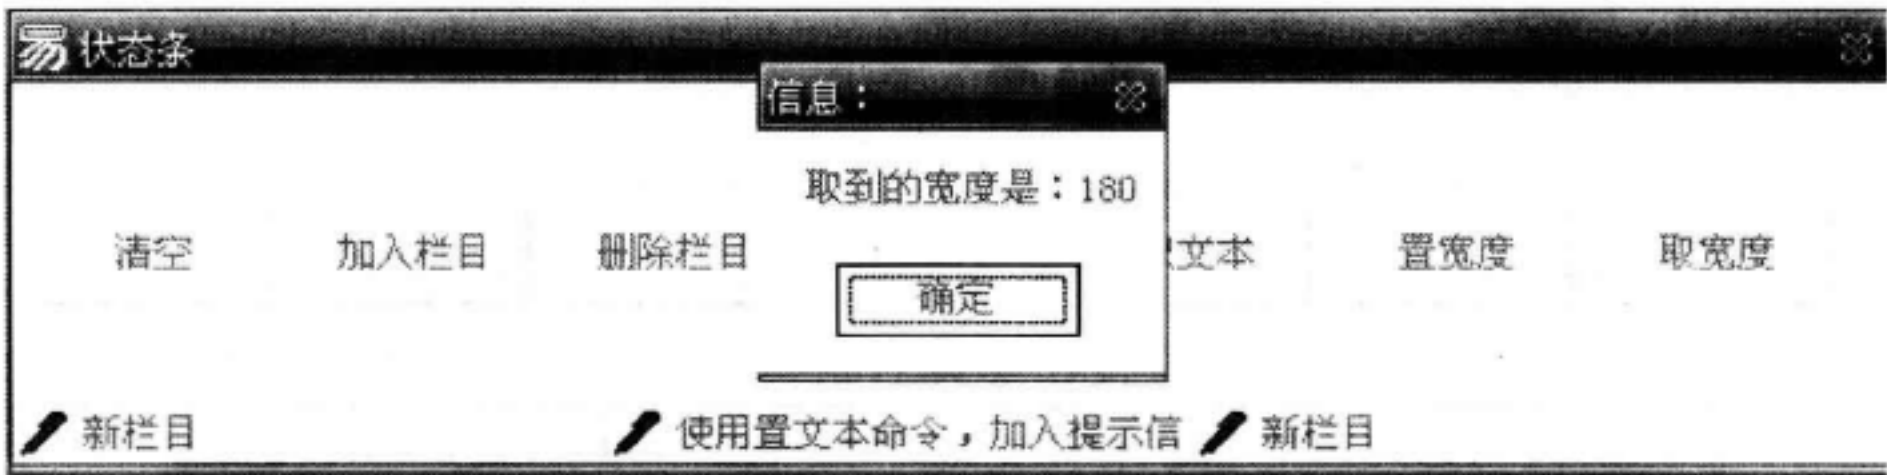 易 状态条
信息：
取到的宽度是：180
清空 加入栏目 删除栏目 文本 置宽度 取宽度
确定
新栏目 使用置文本命令，加入提示信 新栏目